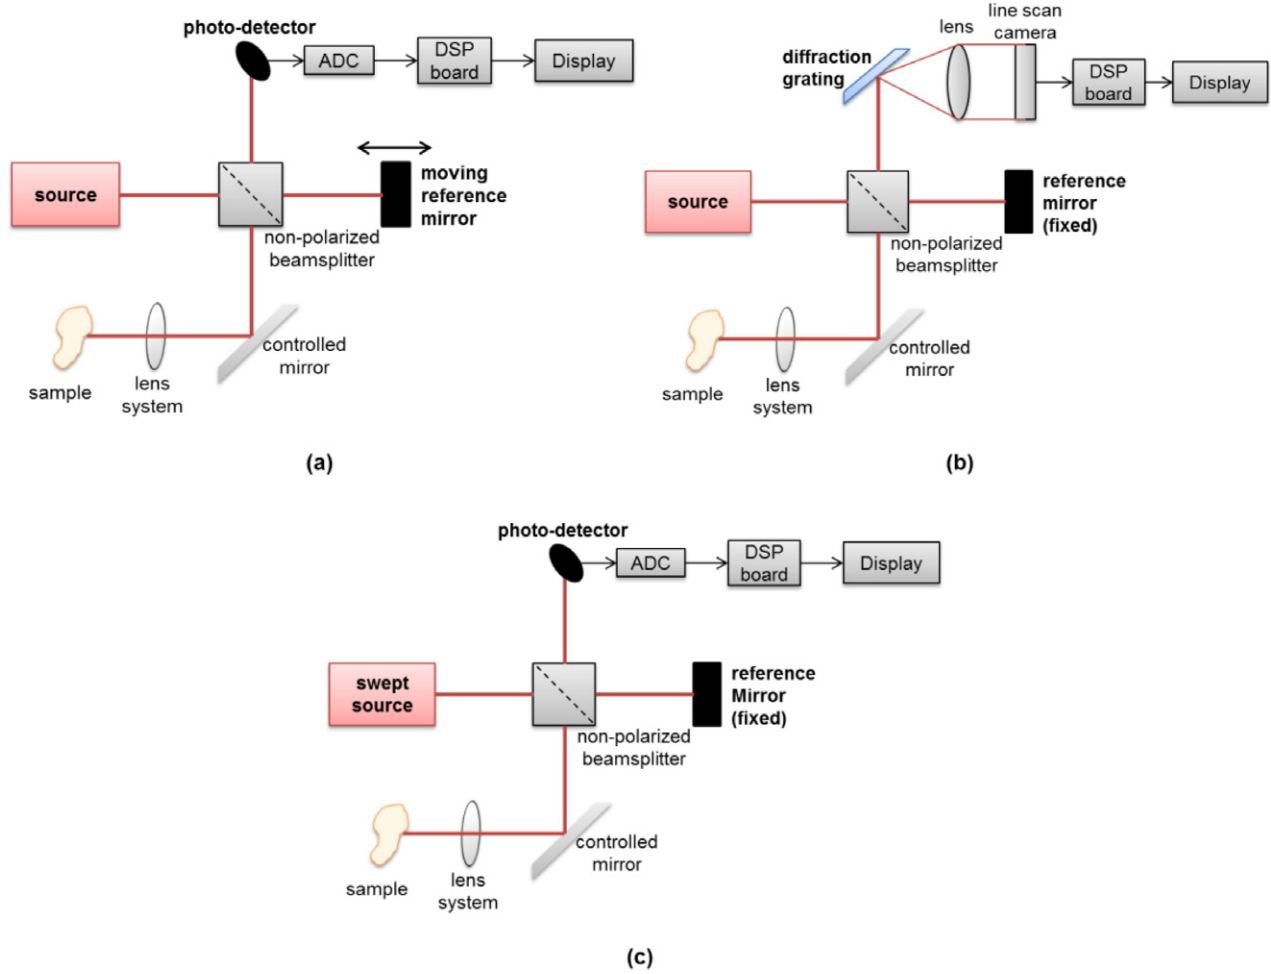 photo-detector
ADC
DSP
board
Display
source
moving
reference
mirror
non-polarized
beamsplitter
controlled
mirror
sample
lens
system
(a)
line scan
camera
lens
diffraction
grating
DSP
board
Display
source
reference
mirror
(fixed)
non-polarized
beamsplitter
controlled
mirror
sample
lens
system
(b)
photo-detector
ADC
DSP
board
Display
swept
source
reference
Mirror
(fixed)
non-polarized
beamsplitter
controlled
mirror
sample
lens
system
(c)